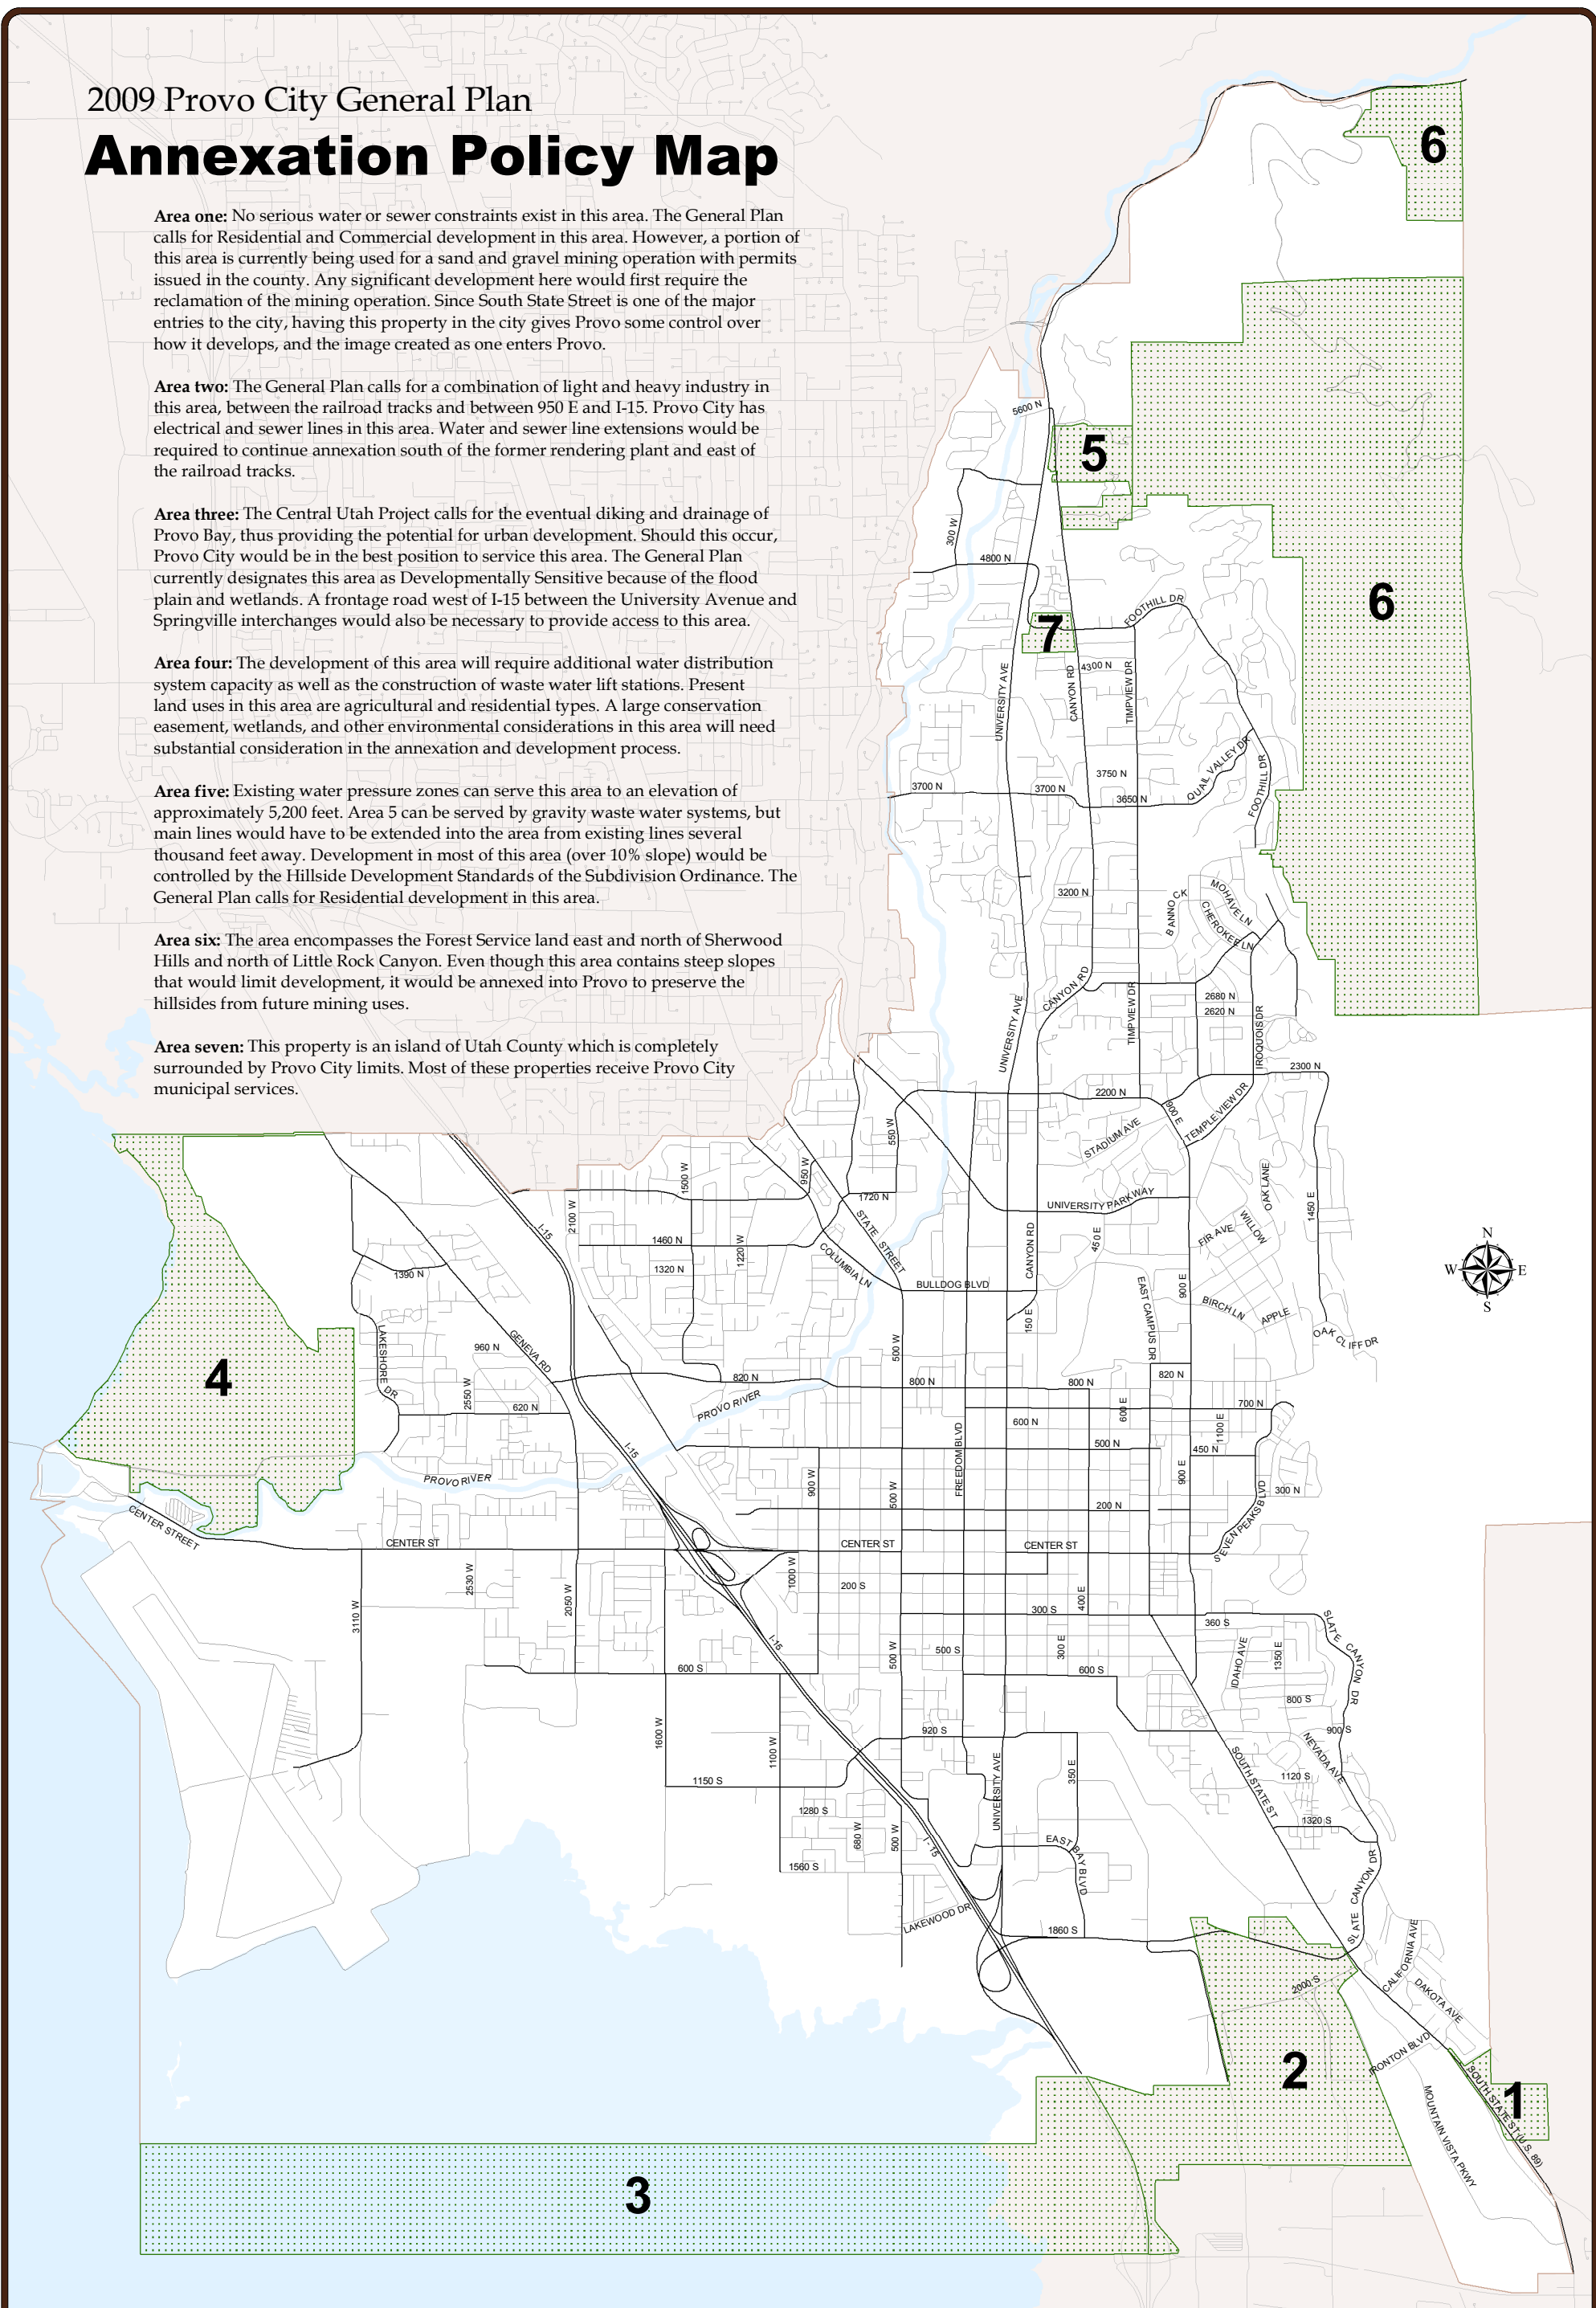 2009 Provo City General Plan
Annexation Policy Map
Area one: No serious water or sewer constraints exist in this area. The General Plan
calls for Residential and Commercial development in this area. However, a portion of
this area is currently being used for a sand and gravel mining operation with permits
issued in the county. Any significant development here would first require the
reclamation of the mining operation. Since South State Street is one of the major
entries to the city, having this property in the city gives Provo some control over
how it develops, and the image created as one enters Provo.
Area two: The General Plan calls for a combination of light and heavy industry in
this area, between the railroad tracks and between 950 E and I-15. Provo City has
electrical and sewer lines in this area. Water and sewer line extensions would be
required to continue annexation south of the former rendering plant and east of
the railroad tracks.
Area three: The Central Utah Project calls for the eventual diking and drainage of
Provo Bay, thus providing the potential for urban development. Should this occur,
Provo City would be in the best position to service this area. The General Plan
currently designates this area as Developmentally Sensitive because of the flood
plain and wetlands. A frontage road west of I-15 between the University Avenue and
Springville interchanges would also be necessary to provide access to this area.
Area four: The development of this area will require additional water distribution
system capacity as well as the construction of waste water lift stations. Present
land uses in this area are agricultural and residential types. A large conservation
easement, wetlands, and other environmental considerations in this area will need
substantial consideration in the annexation and development process.
Area five: Existing water pressure zones can serve this area to an elevation of
approximately 5,200 feet. Area 5 can be served by gravity waste water systems, but
main lines would have to be extended into the area from existing lines several
thousand feet away. Development in most of this area (over 10% slope) would be
controlled by the Hillside Development Standards of the Subdivision Ordinance. The
General Plan calls for Residential development in this area.
Area six: The area encompasses the Forest Service land east and north of Sherwood
Hills and north of Little Rock Canyon. Even though this area contains steep slopes
that would limit development, it would be annexed into Provo to preserve the
hillsides from future mining uses.
Area seven: This property is an island of Utah County which is completely
surrounded by Provo City limits. Most of these properties receive Provo City
municipal services.
6
5600 N
5
300 W
4800 N
6
FOOTHILL DR
7
4300 N
UNIVERSITY AVE
CANYON RD
TIMPVIEW DR
QUAIL VALLEY DR
FOOTHILL DR
3750 N
3700 N
3700 N
3650 N
3200 N
BANNOCK
MOHAVE LN
CHEROKEE LN
CANYON RD
UNIVERSITY AVE
TIMPVIEW DR
2680 N
2620 N
IROQUOIS DR
2300 N
2200 N
900 E
TEMPLE VIEW DR
STADIUM AVE
550 W
950 W
1500 W
1720 N
UNIVERSITY PARKWAY
OAK LANE
1450 E
2100 W
I-15
STATE STREET
1460 N
1220 W
1320 N
COLUMBIA LN
CANYON RD
450 E
FIR AVE
WILLOW
N
W
E
S
1390 N
BULLDOG BLVD
EAST CAMPUS DR
900 E
BIRCH LN
APPLE
OAK CLIFF DR
150 E
LAKESHORE DR
GENEVA RD
960 N
500 W
4
2550 W
620 N
820 N
800 N
800 N
820 N
PROVO RIVER
600 E
700 N
600 N
1100 E
FREEDOM BLVD
500 N
450 N
I-15
PROVO RIVER
900 W
500 W
900 E
300 N
200 N
SEVEN PEAKS BLVD
CENTER STREET
CENTER ST
CENTER ST
CENTER ST
2530 W
2050 W
1000 W
200 S
400 E
3110 W
300 S
360 S
SLATE CANYON DR
I-15
500 W
500 S
300 E
IDAHO AVE
1350 E
600 S
600 S
800 S
1600 W
920 S
900 S
1100 W
NEVADA AVE
SOUTH STATE ST
1150 S
UNIVERSITY AVE
350 E
1120 S
1280 S
1320 S
680 W
500 W
I-15
EAST BAY BLVD
1560 S
SLATE CANYON DR
LAKEWOOD DR
1860 S
CALIFORNIA AVE
2000 S
DAKOTA AVE
2
IRONTON BLVD
1
SOUTH STATE ST (U.S. 89)
MOUNTAIN VISTA PKWY
3